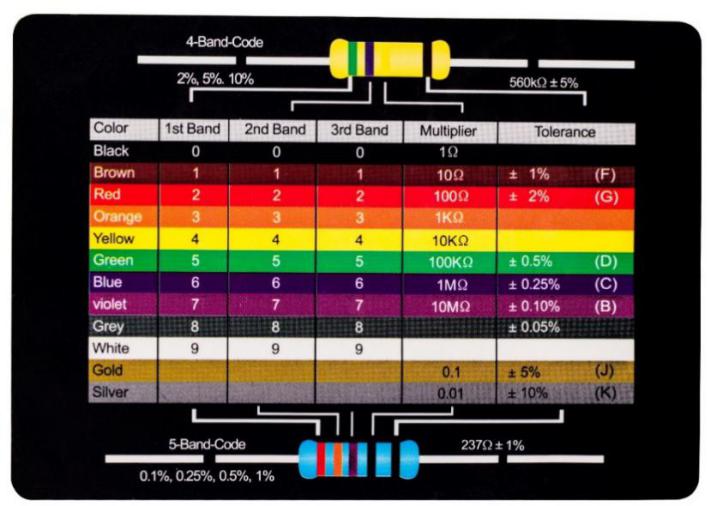 4-Band-Code
2%, 5%. 10%
560kΩ ± 5%
Color 1st Band 2nd Band 3rd Band Multiplier Tolerance
Black 0 0 0 1Ω
Brown 1 1 1 10Ω ± 1% (F)
Red 2 2 2 100Ω ± 2% (G)
Orange 3 3 3 1KΩ
Yellow 4 4 4 10KΩ
Green 5 5 5 100KΩ ± 0.5% (D)
Blue 6 6 6 1MΩ ± 0.25% (C)
violet 7 7 7 10MΩ ± 0.10% (B)
Grey 8 8 8 ± 0.05%
White 9 9 9
Gold 0.1 ± 5% (J)
Silver 0.01 ± 10% (K)
5-Band-Code
237Ω ± 1%
0.1%, 0.25%, 0.5%, 1%